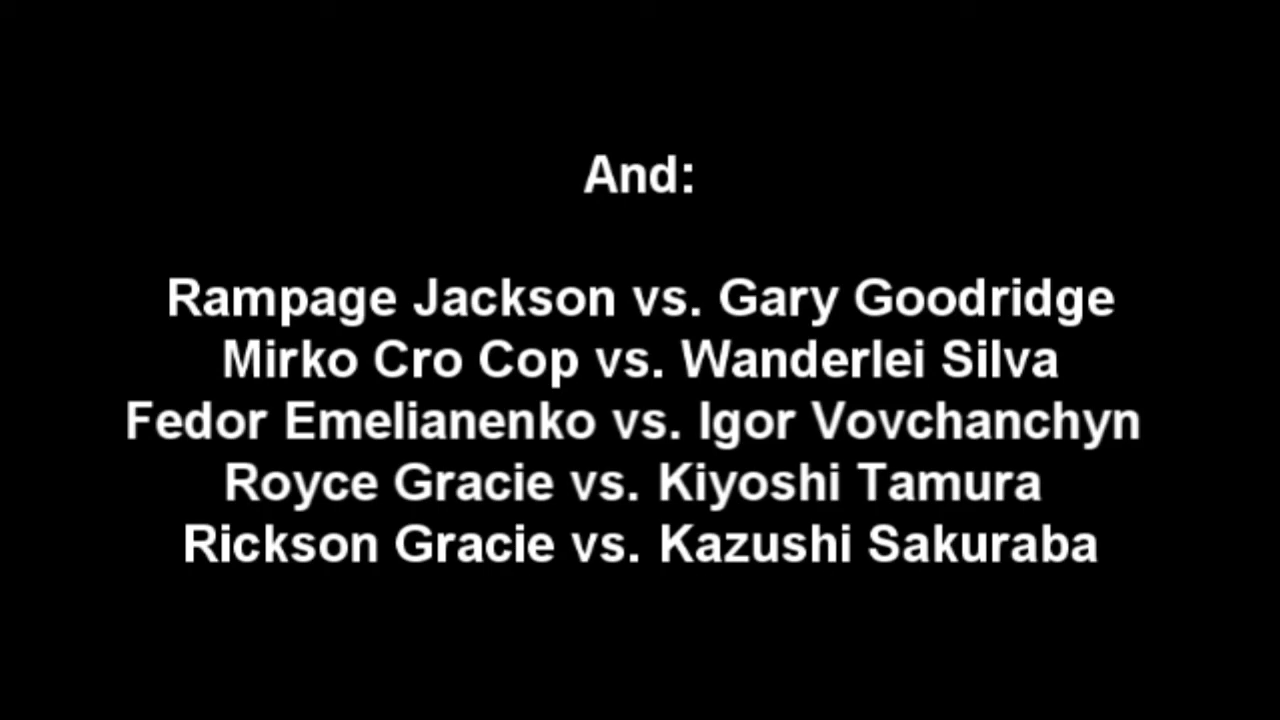 And:
Rampage Jackson vs. Gary Goodridge
Mirko Cro Cop vs. Wanderlei Silva
Fedor Emelianenko vs. Igor Vovchanchyn
Royce Gracie vs. Kiyoshi Tamura
Rickson Gracie vs. Kazushi Sakuraba